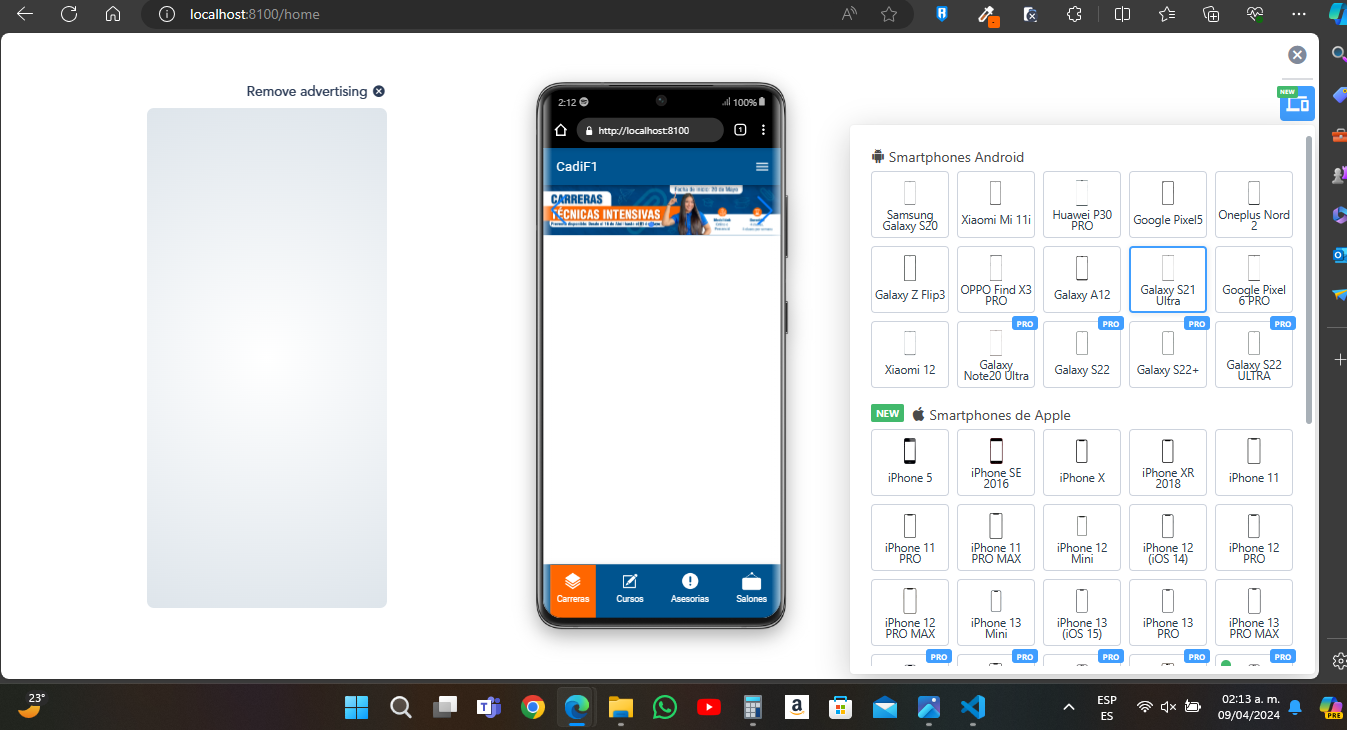 localhost:8100/home
Remove advertising
2:12
100%
http://localhost:8100
1
CadiF1
Fecha de Inicio: 20 de Mayo
CARRERAS
TÉCNICAS INTENSIVAS
Carreras
Cursos
Asesorias
Salones
NEW
Smartphones Android
Samsung
Galaxy S20
Xiaomi Mi 11i
Huawei P30
PRO
Google Pixel5
Oneplus Nord
2
Galaxy Z Flip3
OPPO Find X3
PRO
Galaxy A12
Galaxy S21
Ultra
Google Pixel
6 PRO
Xiaomi 12
PRO
Galaxy
Note20 Ultra
PRO
Galaxy S22
PRO
Galaxy S22+
PRO
Galaxy S22
ULTRA
NEW
Smartphones de Apple
iPhone 5
iPhone SE
2016
iPhone X
iPhone XR
2018
iPhone 11
iPhone 11
PRO
iPhone 11
PRO MAX
iPhone 12
Mini
iPhone 12
(iOS 14)
iPhone 12
PRO
iPhone 12
PRO MAX
iPhone 13
Mini
iPhone 13
(iOS 15)
iPhone 13
PRO
iPhone 13
PRO MAX
PRO
PRO
PRO
PRO
PRO
23°
ESP
ES
02:13 a. m.
09/04/2024
PRE